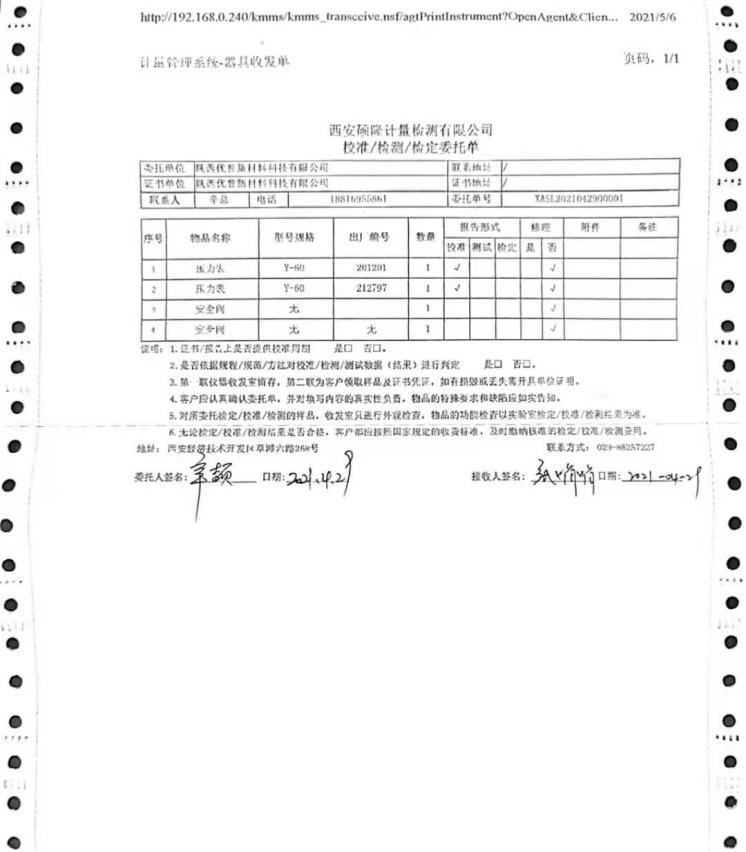 http://192.168.0.240/kmms/kmms_transceive.nsf/agtPrintInstrument?OpenAgent&Clien... 2021/5/6
计量管理系统-器具收发单 页码，1/1
西安硕隆计量检测有限公司
校准/检测/检定委托单
委托单位 陕西优普新材料科技有限公司 联系地址 /
证书单位 陕西优普新材料科技有限公司 证书地址 /
联系人 辛总 电话 18816955861 委托单号 XASL2021042900001
序号 物品名称 型号规格 出厂编号 数量 报告形式 修理 附件 备注
校准 测试 检定 是 否
1 压力表 Y-60 201201 1 √ √
2 压力表 Y-60 212797 1 √ √
3 安全阀 无 1 √
4 安全阀 无 无 1 √
说明：1.证书/报告上是否提供校准周期 是□ 否□。
2.是否依据规程/规范/方法对校准/检测/测试数据（结果）进行判定 是□ 否□。
3.第一联仪器收发室留存，第二联为客户领取样品及证书凭证，如有损毁或丢失需开具单位证明。
4.客户应认真确认委托单，并对填写内容的真实性负责，物品的特殊要求和缺陷应如实告知。
5.对所委托检定/校准/检测的样品，收发室只进行外观检查，物品的功能检查以实验室检定/校准/检测结果为准。
6.无论检定/校准/检测结果是否合格，客户都应按照国家规定的收费标准，及时缴纳核准的检定/校准/检测费用。
地址：西安经济技术开发区草滩六路268号 联系方式：029-86257227
委托人签名： 日期：2021.4.29 接收人签名： 日期：2021-04-29